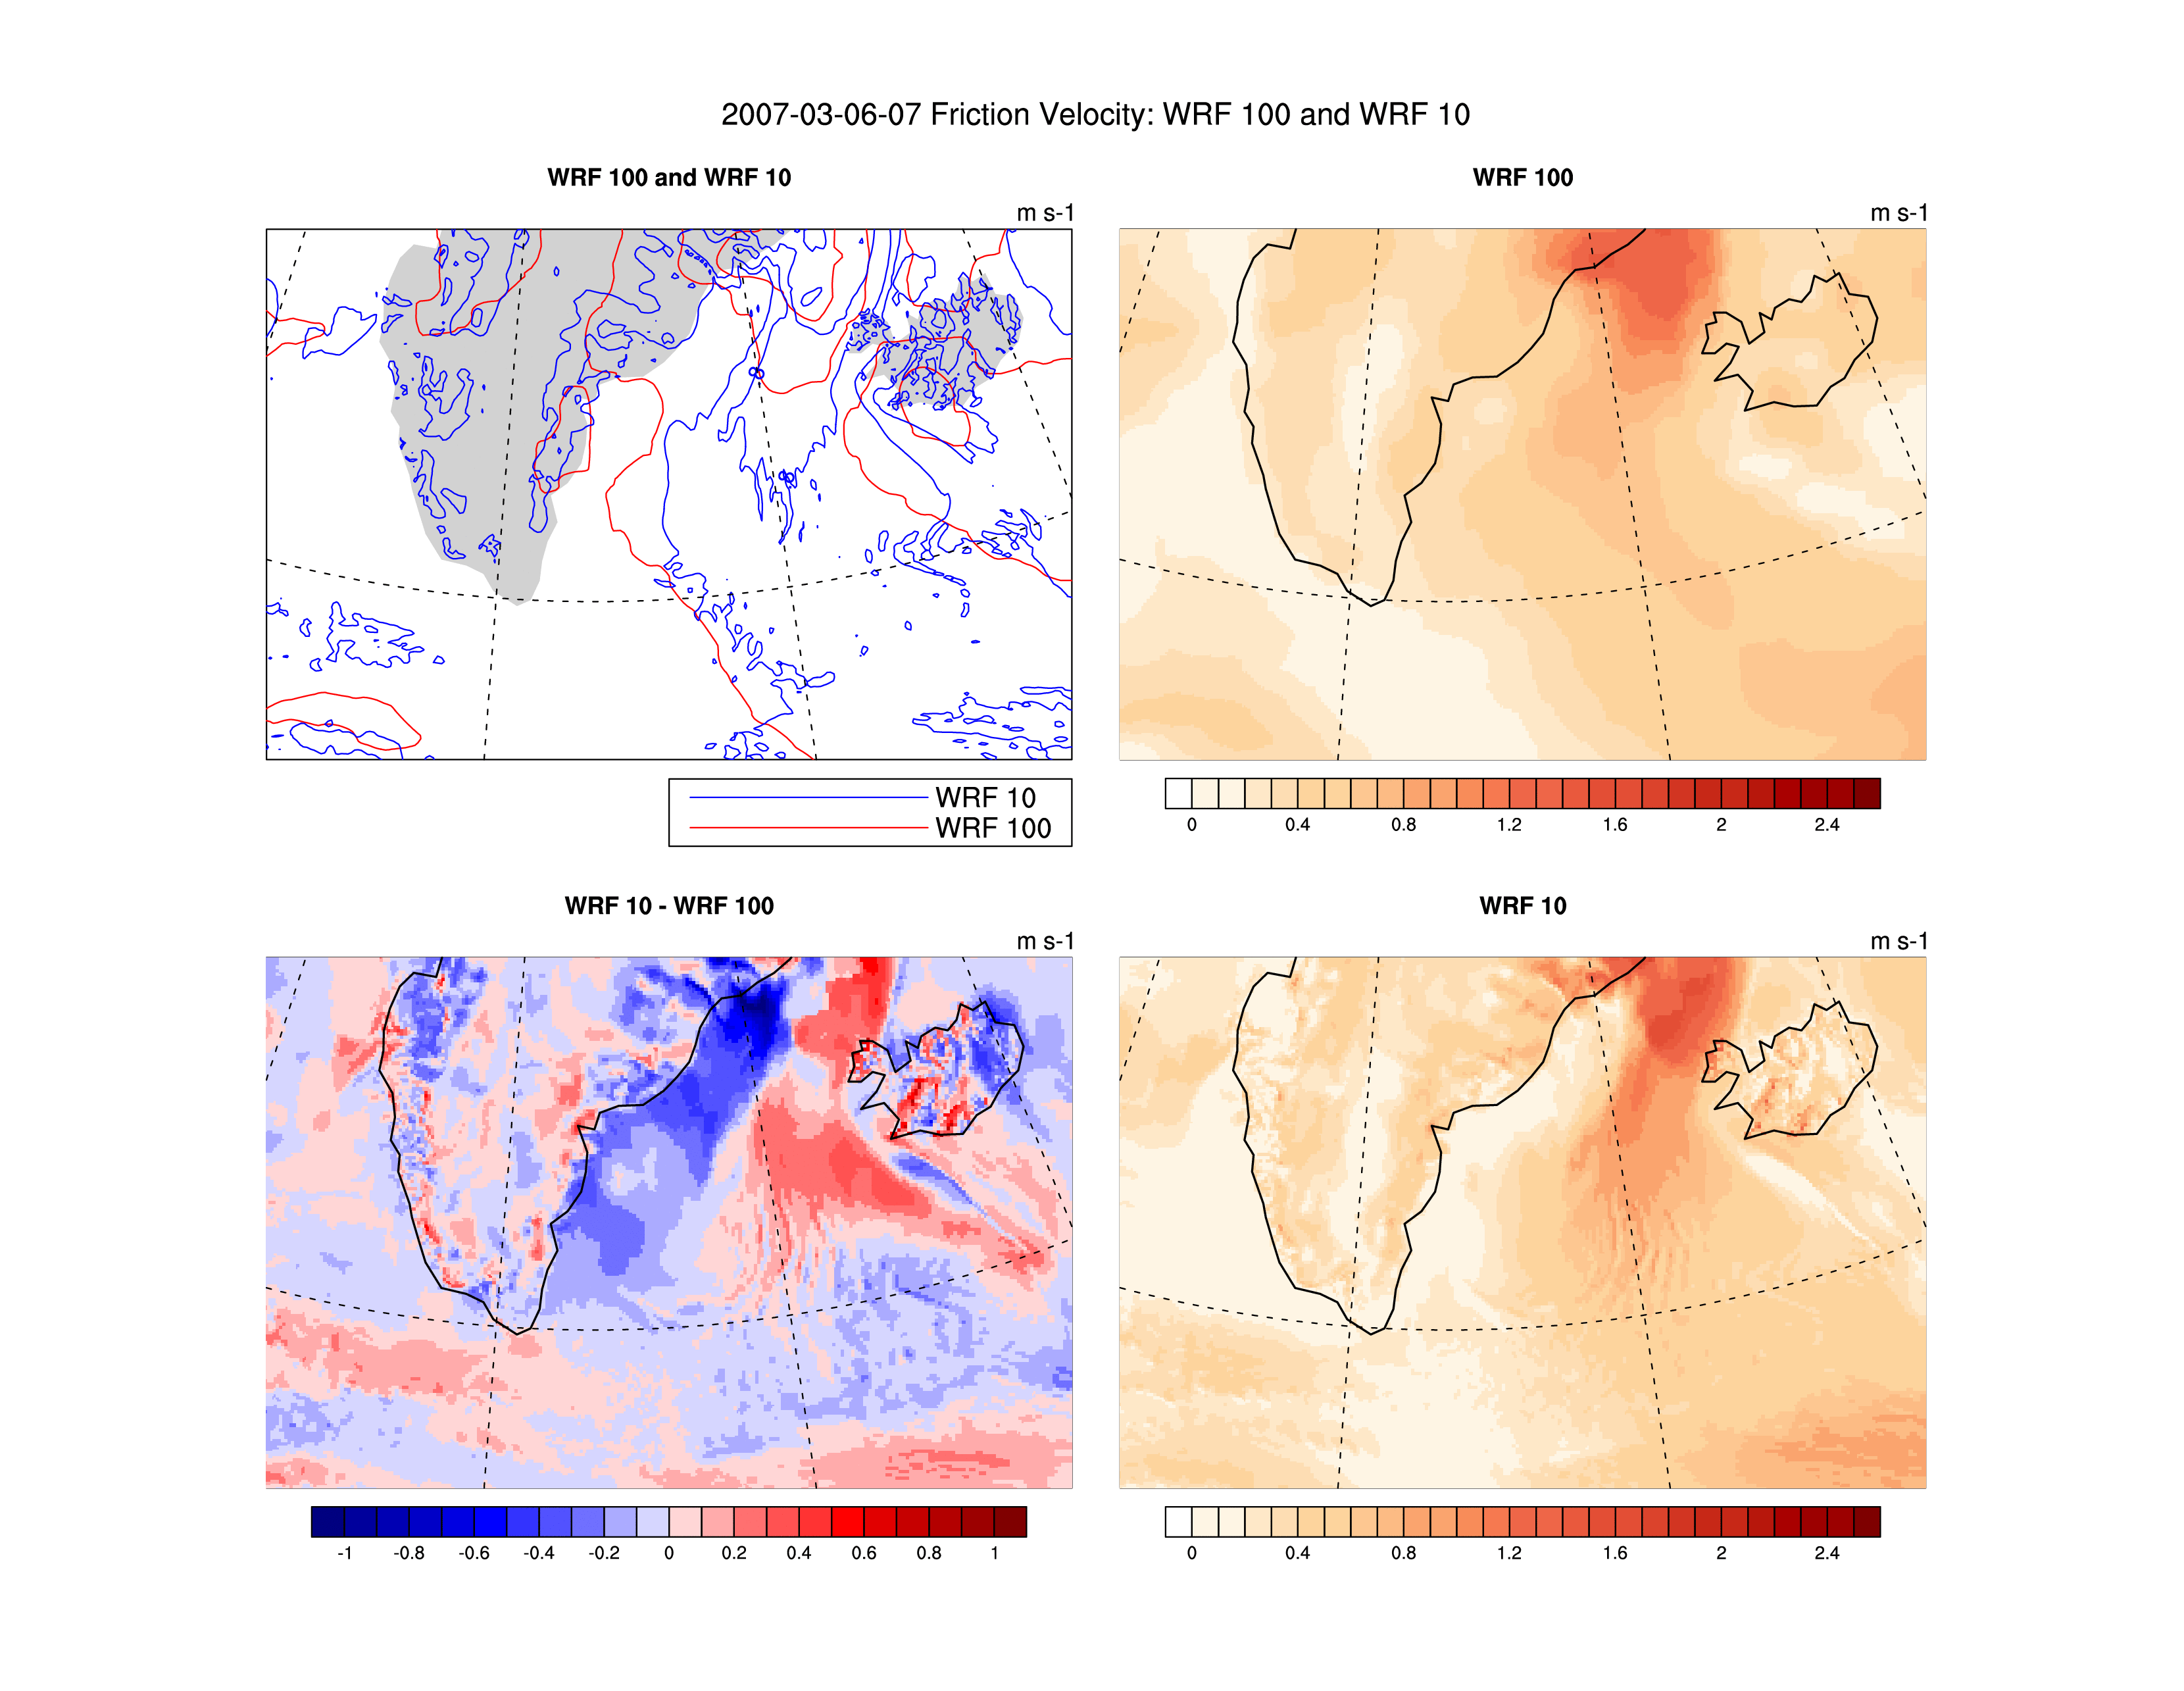 2007-03-06-07 Friction Velocity: WRF 100 and WRF 10
WRF 100 and WRF 10
m s-1
WRF 10
WRF 100
WRF 100
m s-1
0 0.4 0.8 1.2 1.6 2 2.4
WRF 10 - WRF 100
m s-1
-1 -0.8 -0.6 -0.4 -0.2 0 0.2 0.4 0.6 0.8 1
WRF 10
m s-1
0 0.4 0.8 1.2 1.6 2 2.4